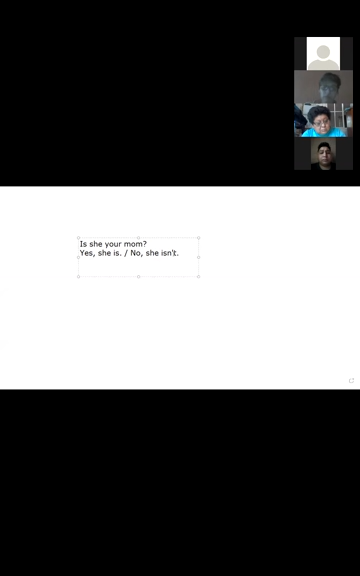 Is she your mom?
Yes, she is. / No, she isn't.